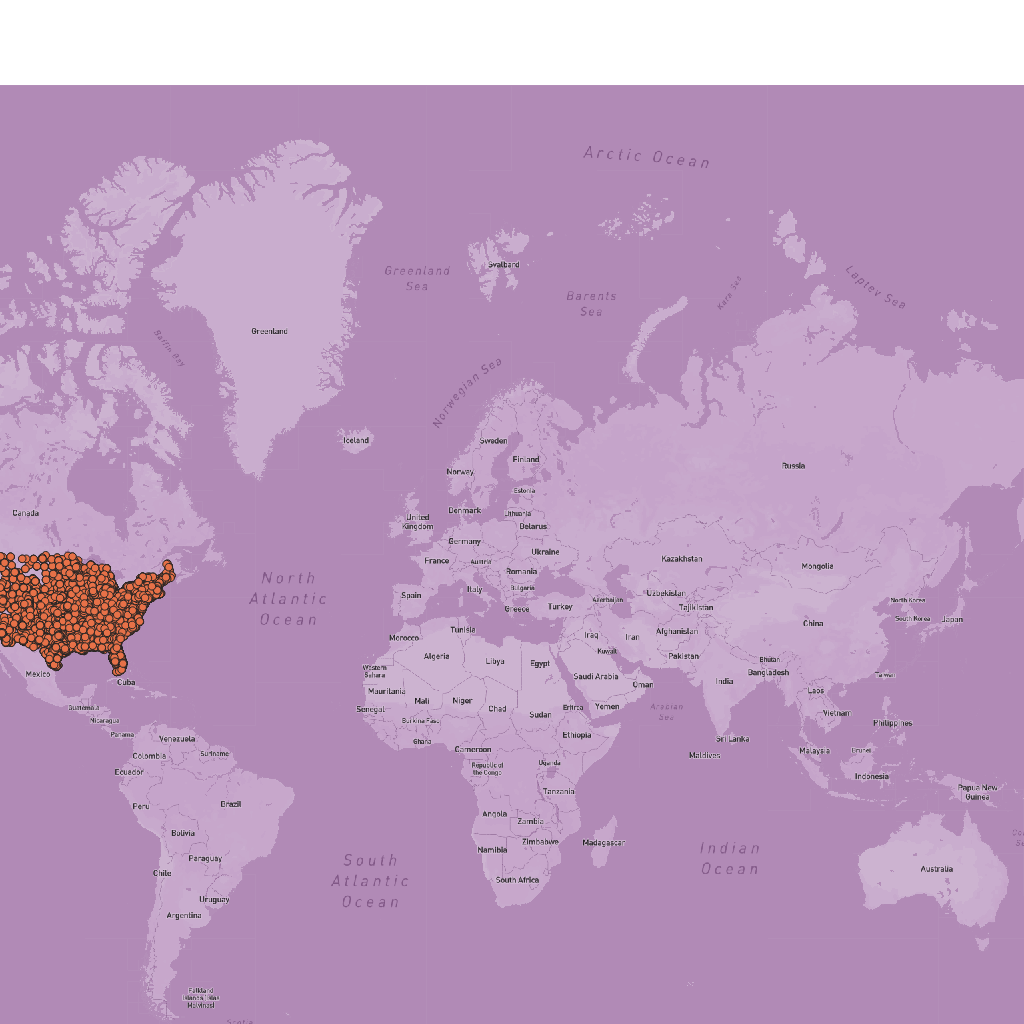 Arctic Ocean
Svalbard
Greenland
Sea
Laptev Sea
Kara Sea
Barents
Sea
Greenland
Baffin Bay
Norwegian Sea
Iceland
Sweden
Finland
Russia
Norway
Estonia
Canada
Denmark
Lithuania
United
Kingdom
Belarus
Germany
Ukraine
France
Austria
Kazakhstan
Mongolia
Romania
North
Atlantic
Ocean
Spain
Italy
Bulgaria
Greece
Turkey
Azerbaijan
Uzbekistan
Tajikistan
North Korea
South Korea
Japan
China
Morocco
Tunisia
Iraq
Iran
Afghanistan
Algeria
Libya
Egypt
Kuwait
Pakistan
Bhutan
Western
Sahara
Mexico
Cuba
Saudi Arabia
Oman
India
Bangladesh
Taiwan
Mauritania
Mali
Niger
Chad
Sudan
Eritrea
Yemen
Arabian
Sea
Laos
Vietnam
Guatemala
Nicaragua
Senegal
Burkina Faso
Philippines
Panama
Venezuela
Ghana
Ethiopia
Sri Lanka
Colombia
Suriname
Cameroon
Maldives
Malaysia
Brunei
Ecuador
Republic of
the Congo
Uganda
Indonesia
Peru
Brazil
Tanzania
Papua New
Guinea
Angola
Zambia
Bolivia
Zimbabwe
Madagascar
Namibia
Indian
Ocean
Paraguay
South
Atlantic
Ocean
Chile
South Africa
Australia
Uruguay
Argentina
Falkland
Islands / Islas
Malvinas
Scotia